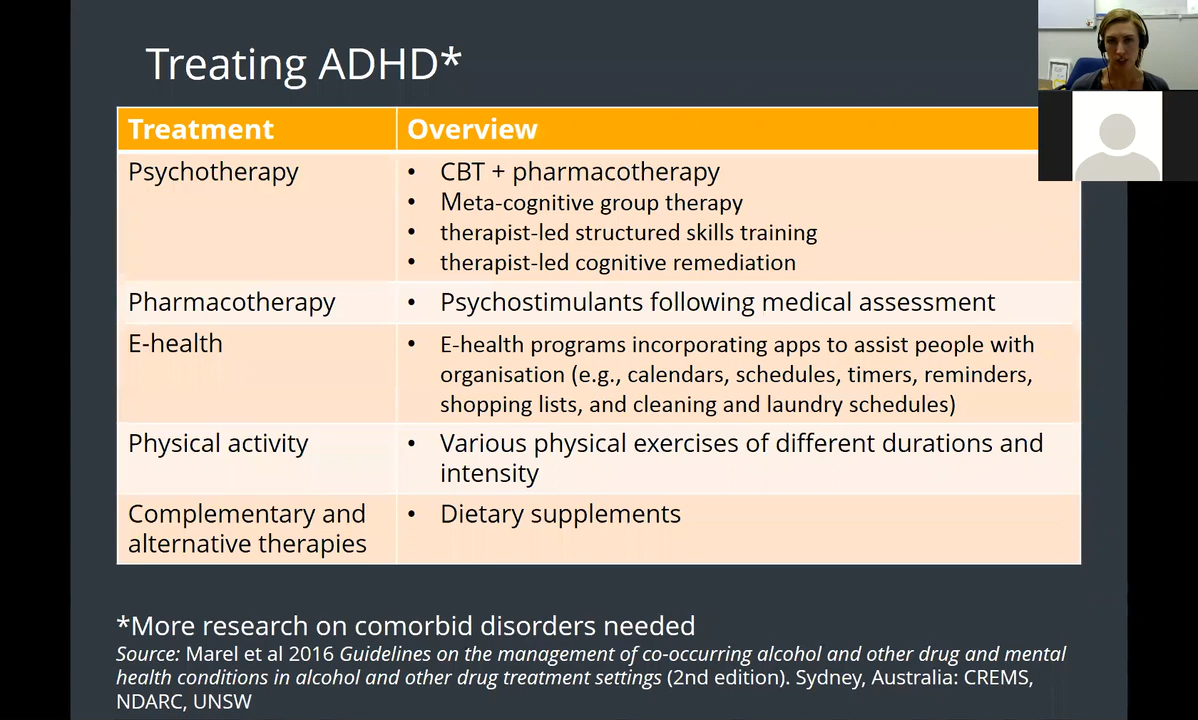 Treating ADHD*
Treatment
Overview
Psychotherapy
• CBT + pharmacotherapy
• Meta-cognitive group therapy
• therapist-led structured skills training
• therapist-led cognitive remediation
Pharmacotherapy
• Psychostimulants following medical assessment
E-health
• E-health programs incorporating apps to assist people with
organisation (e.g., calendars, schedules, timers, reminders,
shopping lists, and cleaning and laundry schedules)
Physical activity
• Various physical exercises of different durations and
intensity
Complementary and
alternative therapies
• Dietary supplements
*More research on comorbid disorders needed
Source: Marel et al 2016 Guidelines on the management of co-occurring alcohol and other drug and mental
health conditions in alcohol and other drug treatment settings (2nd edition). Sydney, Australia: CREMS,
NDARC, UNSW